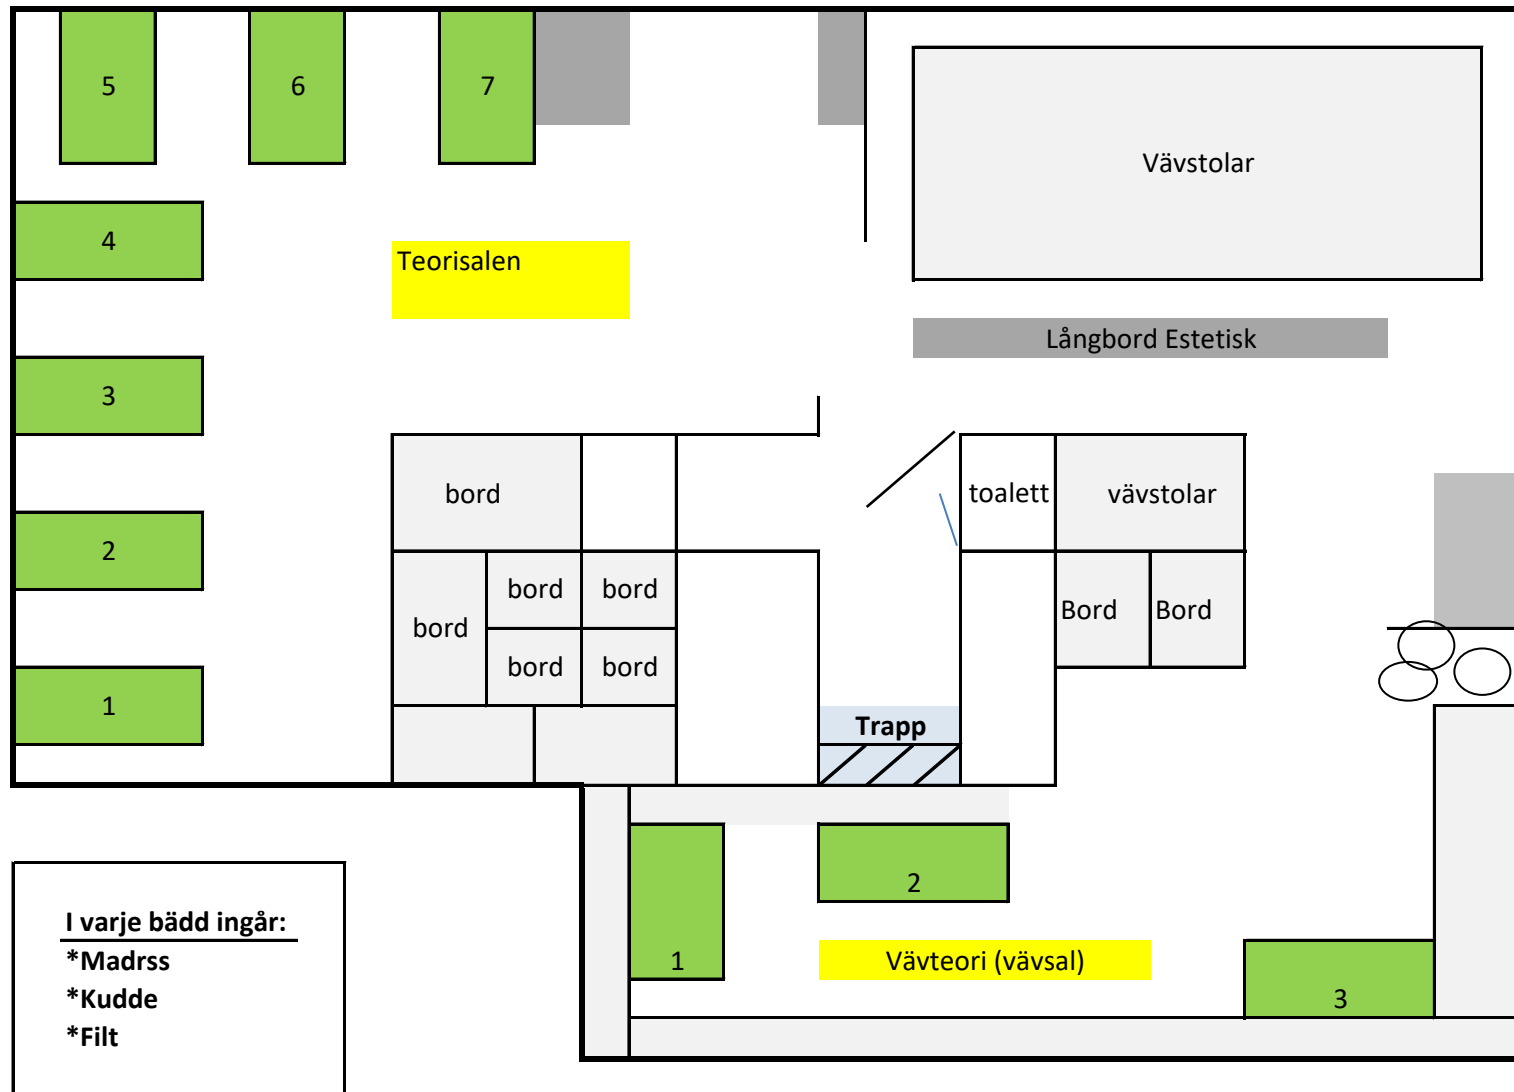 5
6
7
Vävstolar
4
Teorisalen
Långbord Estetisk
3
bord
toalett
vävstolar
2
bord
bord
bord
Bord
Bord
bord
bord
1
Trapp
2
I varje bädd ingår:
*Madrss
1
Vävteori (vävsal)
*Kudde
3
*Filt